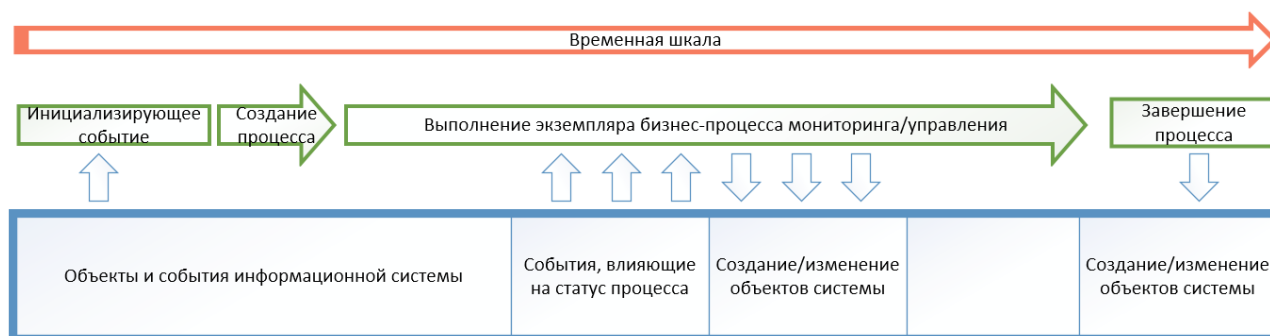 Временная шкала
Инициализирующее
событие
Создание
процесса
Выполнение экземпляра бизнес-процесса мониторинга/управления
Завершение
процесса
Объекты и события информационной системы
События, влияющие
на статус процесса
Создание/изменение
объектов системы
Создание/изменение
объектов системы